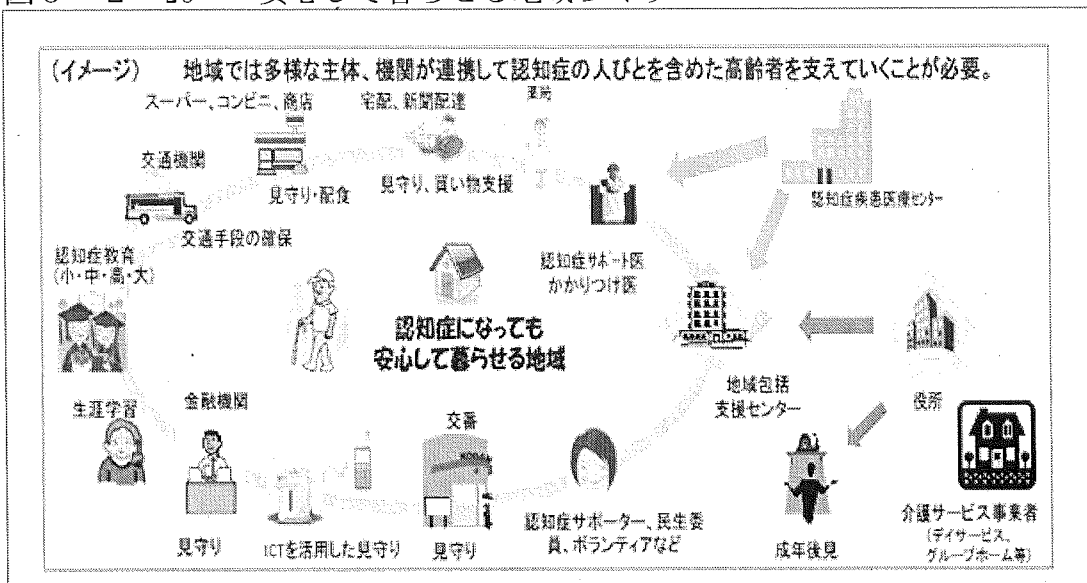 （イメージ）　地域では多様な主体、機関が連携して認知症の人びとを含めた高齢者を支えていくことが必要。
スーパー、コンビニ、商店
宅配、新聞配達
薬局
交通機関
見守り・配食
見守り、買い物支援
認知症疾患医療センター
交通手段の確保
認知症教育
（小・中・高・大）
認知症サポート医
かかりつけ医
認知症になっても
安心して暮らせる地域
地域包括
支援センター
役所
生涯学習
金融機関
交番
見守り
ICTを活用した見守り
見守り
認知症サポーター、民生委
員、ボランティアなど
成年後見
介護サービス事業者
（デイサービス、
グループホーム等）